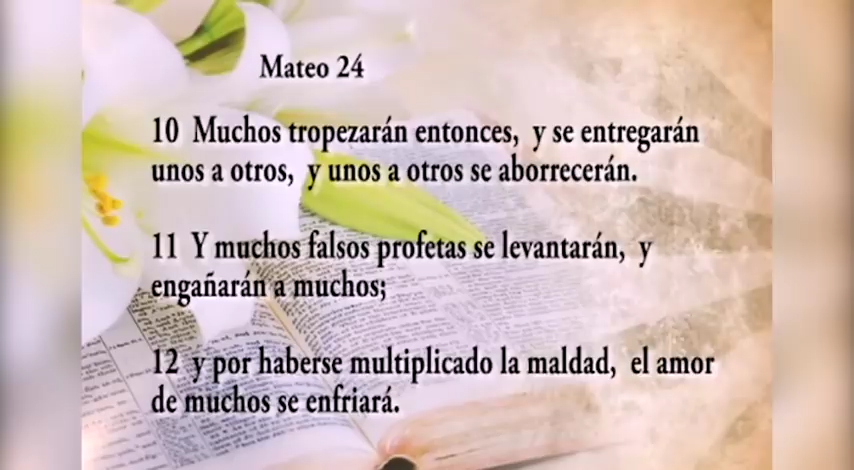 Mateo 24
10 Muchos tropezarán entonces, y se entregarán
unos a otros, y unos a otros se aborrecerán.
11 Y muchos falsos profetas se levantarán, y
engañarán a muchos;
12 y por haberse multiplicado la maldad, el amor
de muchos se enfriará.